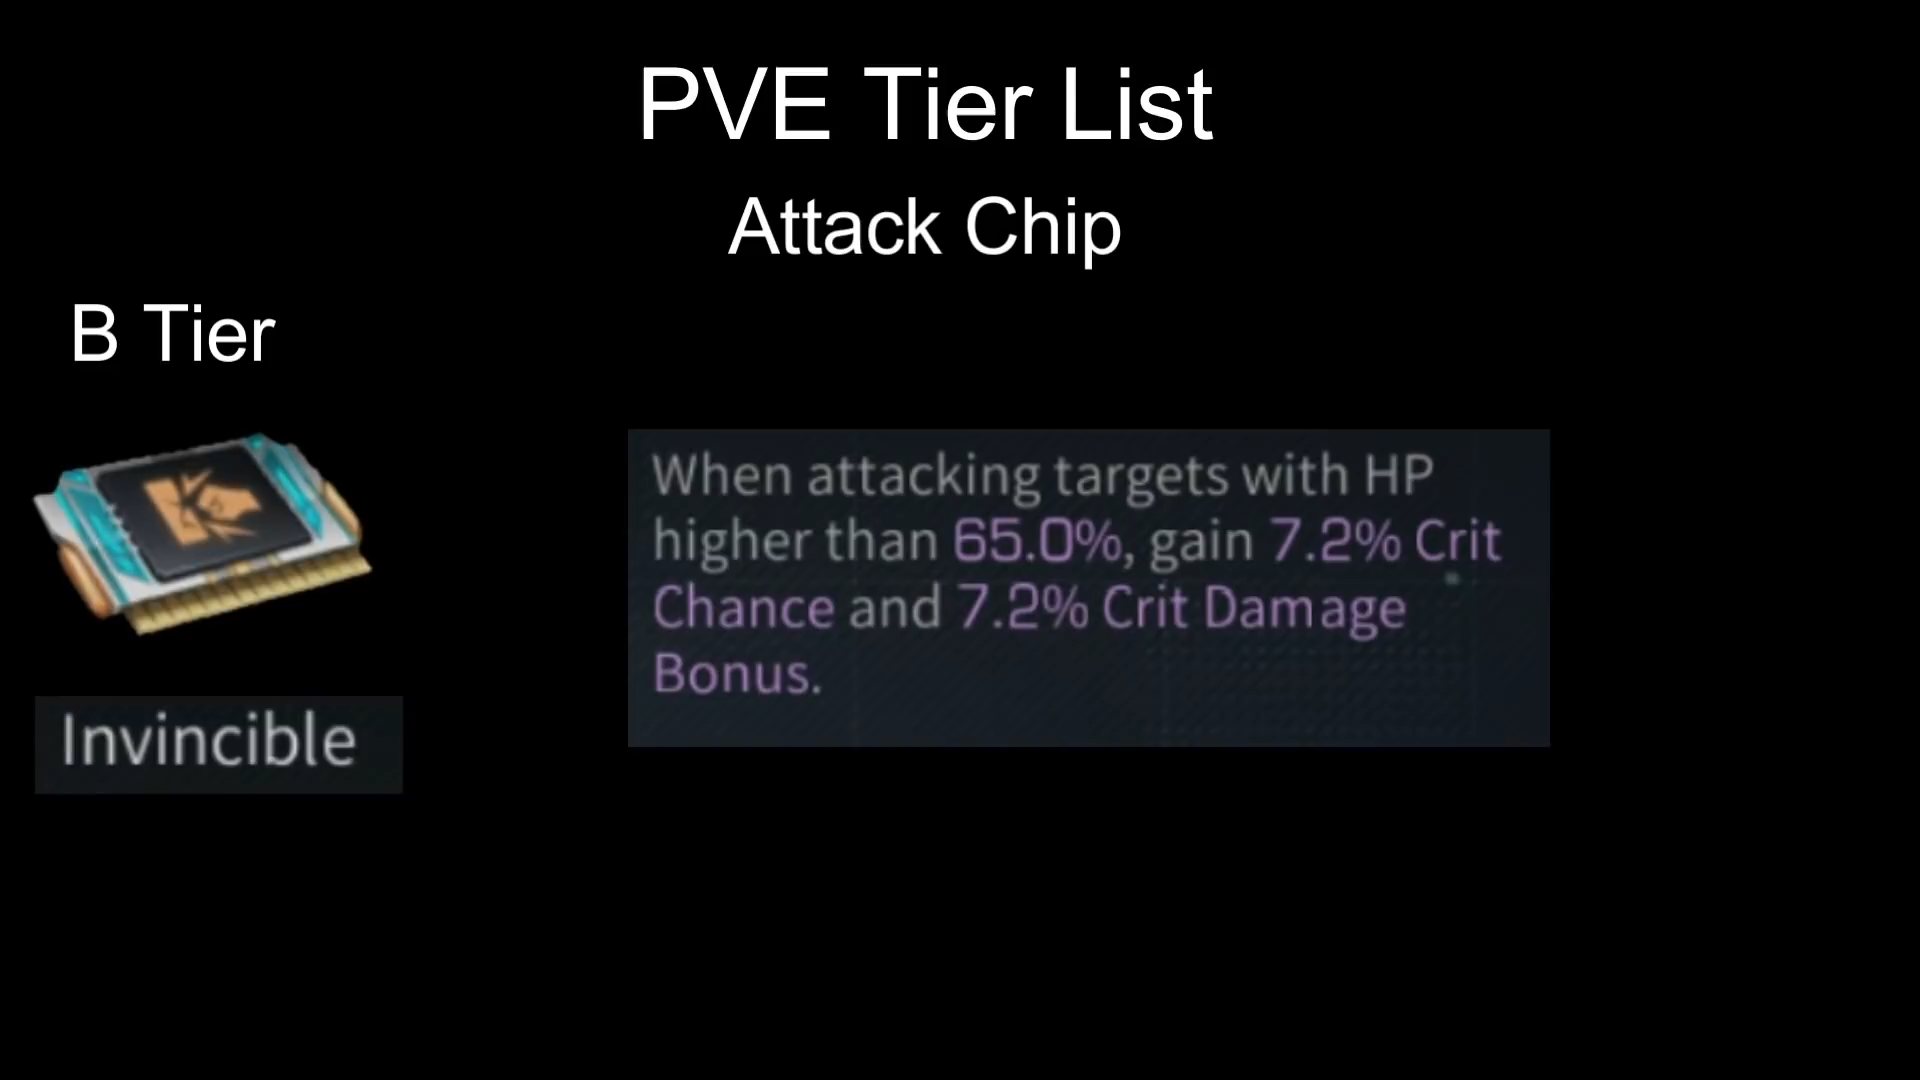 PVE Tier List
Attack Chip
B Tier
When attacking targets with HP
higher than 65.0%, gain 7.2% Crit
Chance and 7.2% Crit Damage
Bonus.
Invincible